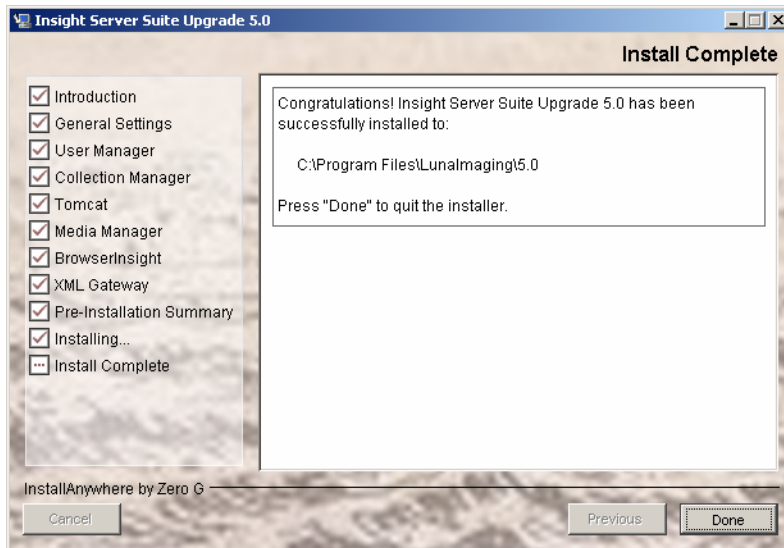 Insight Server Suite Upgrade 5.0
Install Complete
Introduction
General Settings
User Manager
Collection Manager
Tomcat
Media Manager
BrowserInsight
XML Gateway
Pre-Installation Summary
Installing...
Install Complete
Congratulations! Insight Server Suite Upgrade 5.0 has been
successfully installed to:
C:\Program Files\LunaImaging\5.0
Press "Done" to quit the installer.
InstallAnywhere by Zero G
Cancel
Previous
Done